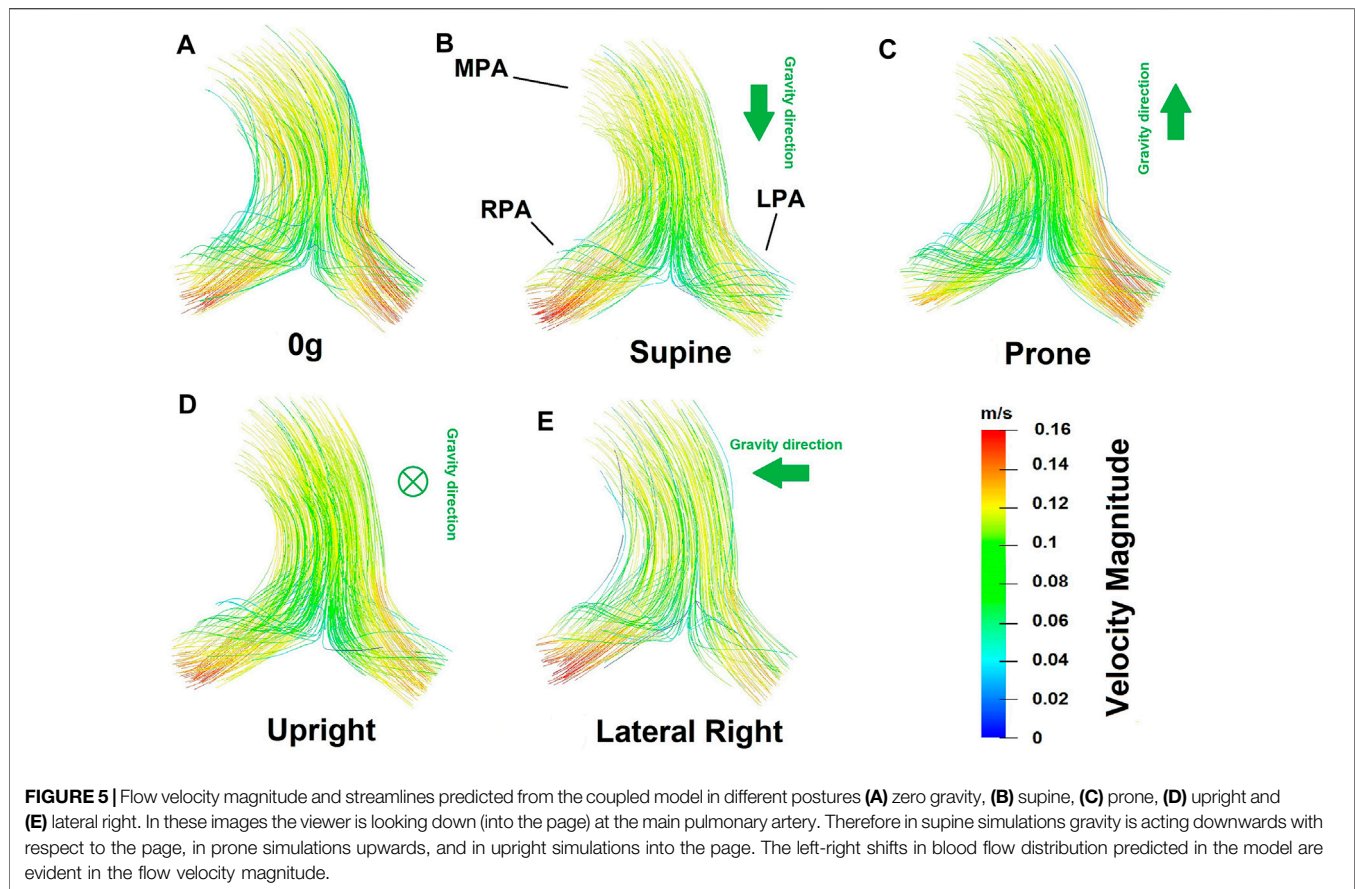 A
B
C
MPA
Gravity direction
Gravity direction
RPA
LPA
0g
Supine
Prone
D
E
Gravity direction
Gravity direction
m/s
0.16
0.14
0.12
0.1
0.08
0.06
0.04
0.02
0
Velocity Magnitude
Upright
Lateral Right
FIGURE 5 | Flow velocity magnitude and streamlines predicted from the coupled model in different postures (A) zero gravity, (B) supine, (C) prone, (D) upright and
(E) lateral right. In these images the viewer is looking down (into the page) at the main pulmonary artery. Therefore in supine simulations gravity is acting downwards with
respect to the page, in prone simulations upwards, and in upright simulations into the page. The left-right shifts in blood flow distribution predicted in the model are
evident in the flow velocity magnitude.